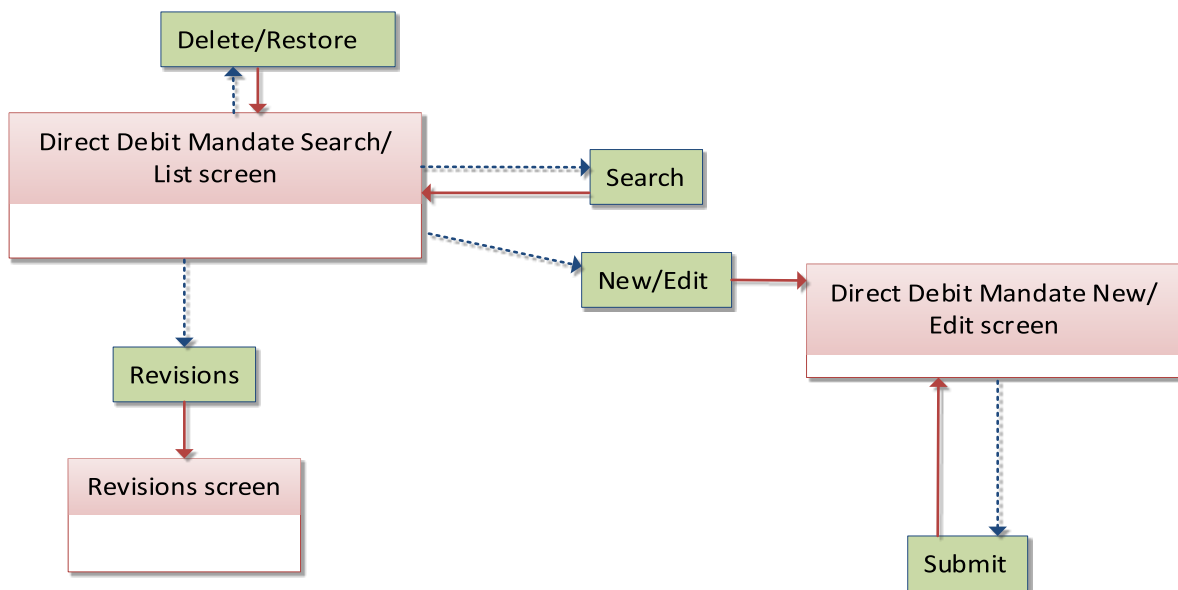 Delete/Restore
Direct Debit Mandate Search/
List screen
Search
New/Edit
Direct Debit Mandate New/
Edit screen
Revisions
Revisions screen
Submit